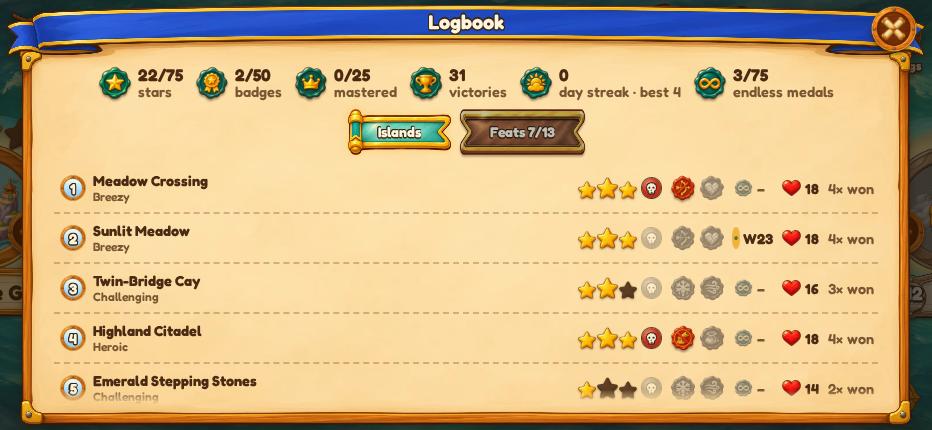 Logbook
22/75 2/50 0/25 31 0 3/75
stars badges mastered victories day streak · best 4 endless medals
Islands Feats 7/13
1 Meadow Crossing – 18 4x won
Breezy
2 Sunlit Meadow W23 18 4x won
Breezy
3 Twin-Bridge Cay – 16 3x won
Challenging
4 Highland Citadel – 18 4x won
Heroic
5 Emerald Stepping Stones – 14 2x won
Challenging